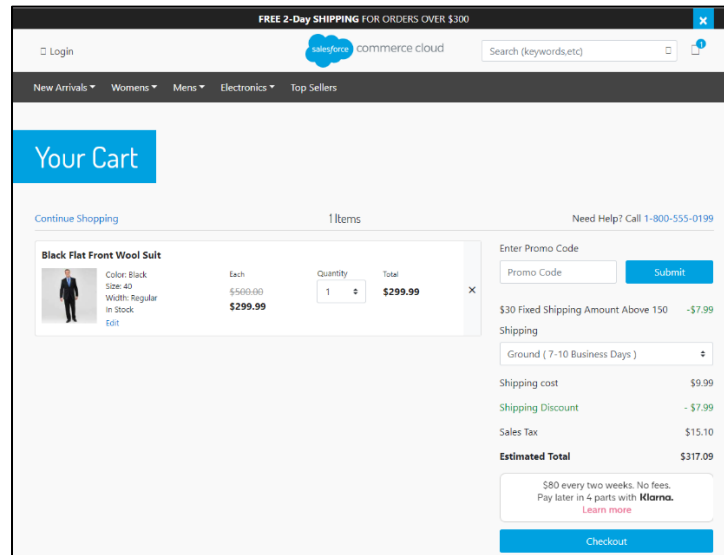 FREE 2-Day SHIPPING FOR ORDERS OVER $300
×
Login
salesforce commerce cloud
Search (keywords,etc)
1
New Arrivals Womens Mens Electronics Top Sellers
Your Cart
Continue Shopping
1 Items
Need Help? Call 1-800-555-0199
Black Flat Front Wool Suit
Color: Black
Size: 40
Width: Regular
In Stock
Edit
Each
$500.00
$299.99
Quantity
1
Total
$299.99
×
Enter Promo Code
Promo Code
Submit
$30 Fixed Shipping Amount Above 150 -$7.99
Shipping
Ground ( 7-10 Business Days )
Shipping cost $9.99
Shipping Discount - $7.99
Sales Tax $15.10
Estimated Total $317.09
$80 every two weeks. No fees.
Pay later in 4 parts with Klarna.
Learn more
Checkout